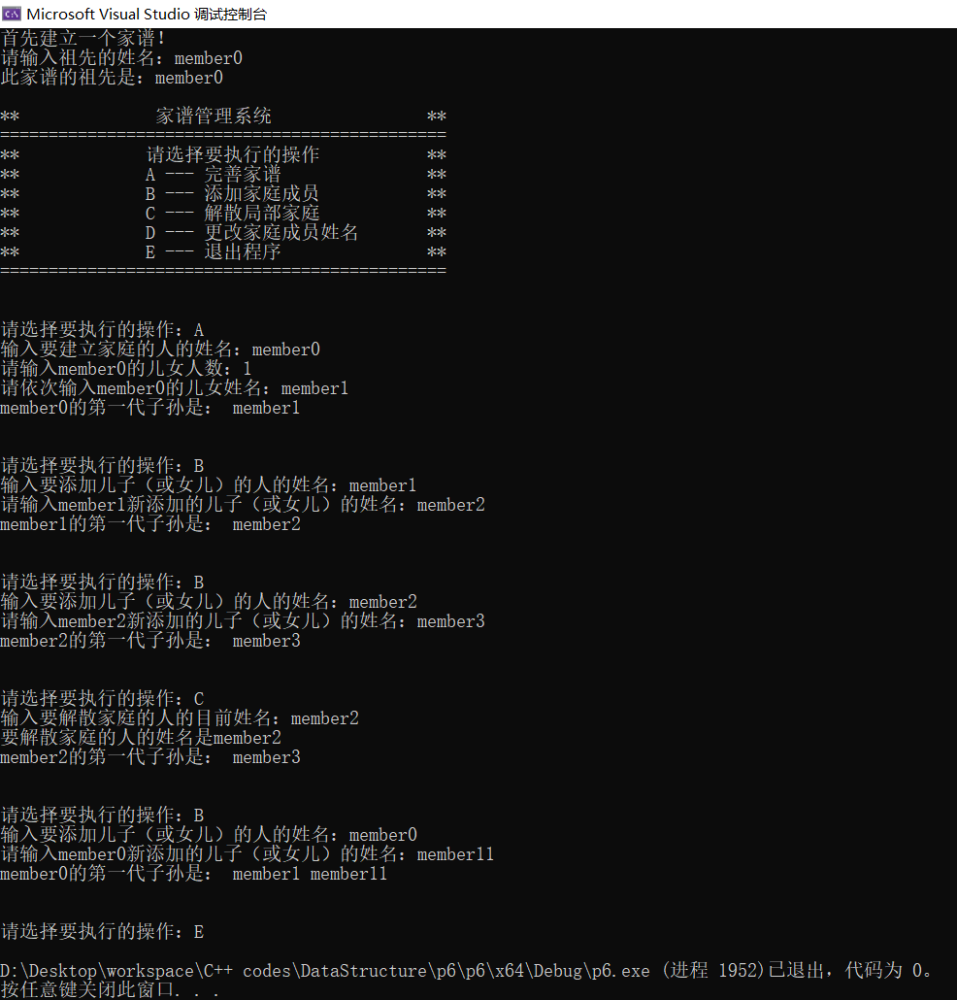 Microsoft Visual Studio 调试控制台
首先建立一个家谱！
请输入祖先的姓名：member0
此家谱的祖先是：member0
**              家谱管理系统                **
==============================================
**             请选择要执行的操作           **
**             A --- 完善家谱               **
**             B --- 添加家庭成员           **
**             C --- 解散局部家庭           **
**             D --- 更改家庭成员姓名       **
**             E --- 退出程序               **
==============================================
请选择要执行的操作：A
输入要建立家庭的人的姓名：member0
请输入member0的儿女人数：1
请依次输入member0的儿女姓名：member1
member0的第一代子孙是： member1
请选择要执行的操作：B
输入要添加儿子（或女儿）的人的姓名：member1
请输入member1新添加的儿子（或女儿）的姓名：member2
member1的第一代子孙是： member2
请选择要执行的操作：B
输入要添加儿子（或女儿）的人的姓名：member2
请输入member2新添加的儿子（或女儿）的姓名：member3
member2的第一代子孙是： member3
请选择要执行的操作：C
输入要解散家庭的人的目前姓名：member2
要解散家庭的人的姓名是member2
member2的第一代子孙是： member3
请选择要执行的操作：B
输入要添加儿子（或女儿）的人的姓名：member0
请输入member0新添加的儿子（或女儿）的姓名：member11
member0的第一代子孙是： member1 member11
请选择要执行的操作：E
D:\Desktop\workspace\C++ codes\DataStructure\p6\p6\x64\Debug\p6.exe (进程 1952)已退出，代码为 0。
按任意键关闭此窗口. . .